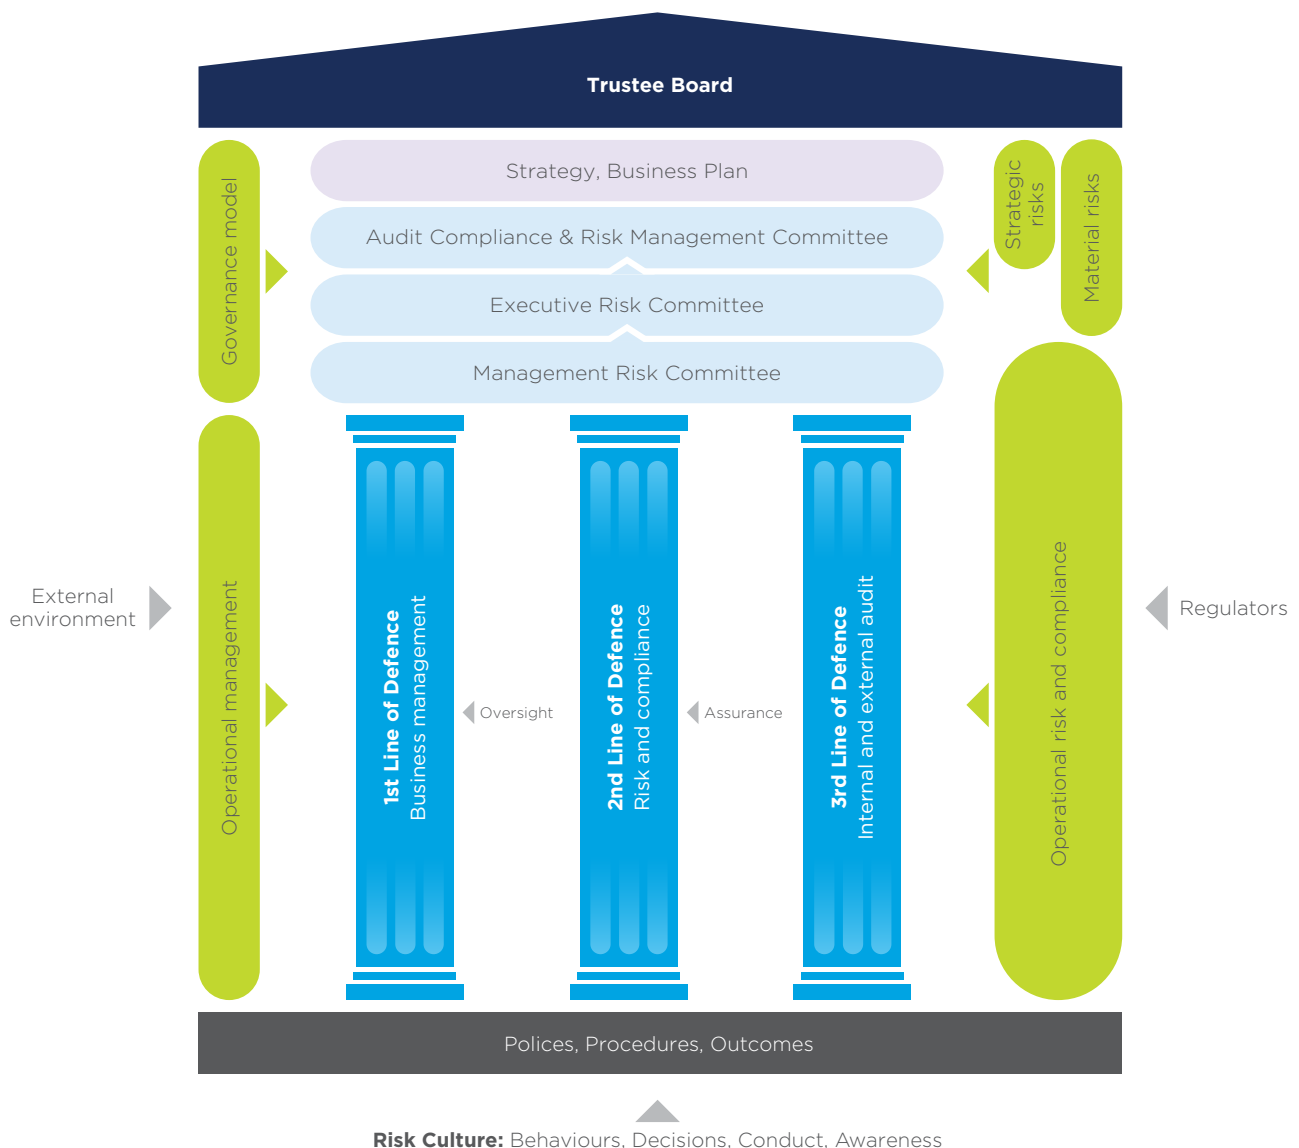 Trustee Board
Governance model
Strategy, Business Plan
Audit Compliance & Risk Management Committee
Executive Risk Committee
Management Risk Committee
Strategic
risks
Material risks
External
environment
Operational management
1st Line of Defence
Business management
Oversight
2nd Line of Defence
Risk and compliance
Assurance
3rd Line of Defence
Internal and external audit
Operational risk and compliance
Regulators
Polices, Procedures, Outcomes
Risk Culture: Behaviours, Decisions, Conduct, Awareness